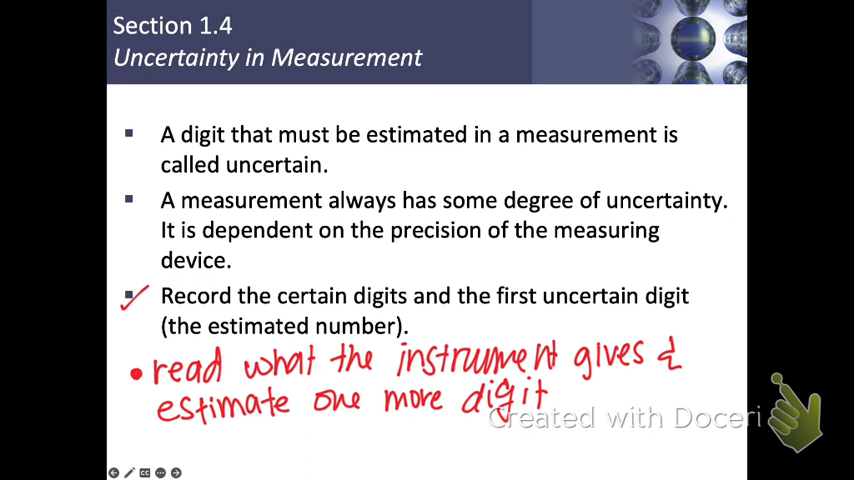 Section 1.4
Uncertainty in Measurement
▪ A digit that must be estimated in a measurement is
called uncertain.
▪ A measurement always has some degree of uncertainty.
It is dependent on the precision of the measuring
device.
▪ Record the certain digits and the first uncertain digit
(the estimated number).
• read what the instrument gives &
estimate one more digit
Created with Doceri
CC